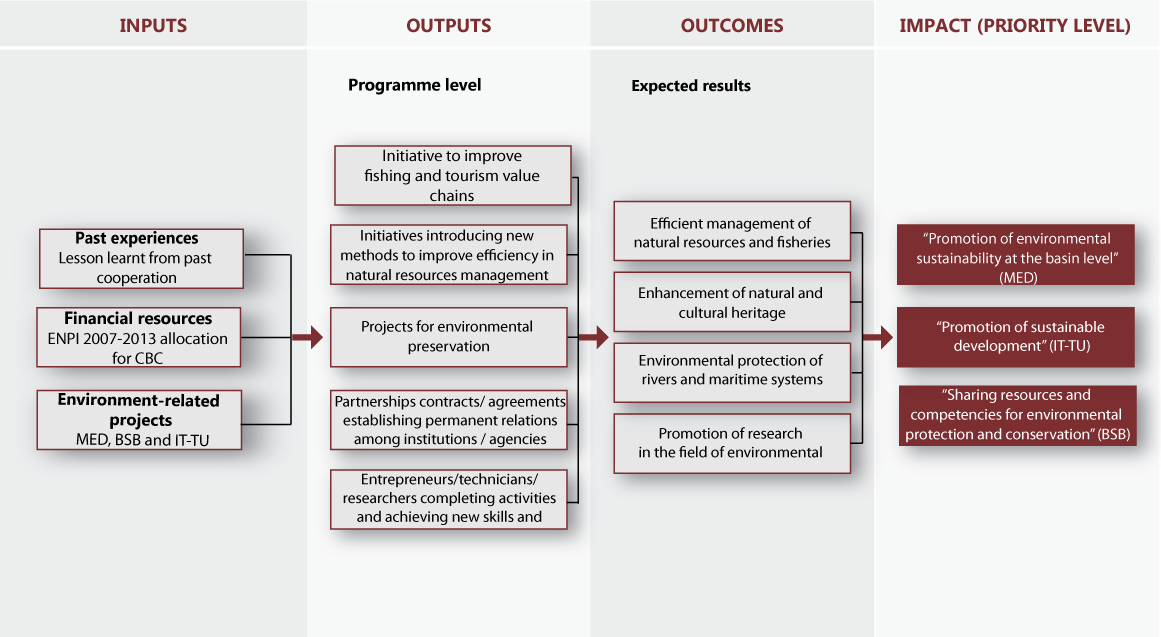 INPUTS
OUTPUTS
OUTCOMES
IMPACT (PRIORITY LEVEL)
Programme level
Expected results
Past experiences
Lesson learnt from past
cooperation
Financial resources
ENPI 2007-2013 allocation
for CBC
Environment-related
projects
MED, BSB and IT-TU
Initiative to improve
fishing and tourism value
chains
Initiatives introducing new
methods to improve efficiency in
natural resources management
Projects for environmental
preservation
Partnerships contracts/ agreements
establishing permanent relations
among institutions / agencies
Entrepreneurs/technicians/
researchers completing activities
and achieving new skills and
Efficient management of
natural resources and fisheries
Enhancement of natural and
cultural heritage
Environmental protection of
rivers and maritime systems
Promotion of research
in the field of environmental
“Promotion of environmental
sustainability at the basin level”
(MED)
“Promotion of sustainable
development” (IT-TU)
“Sharing resources and
competencies for environmental
protection and conservation” (BSB)